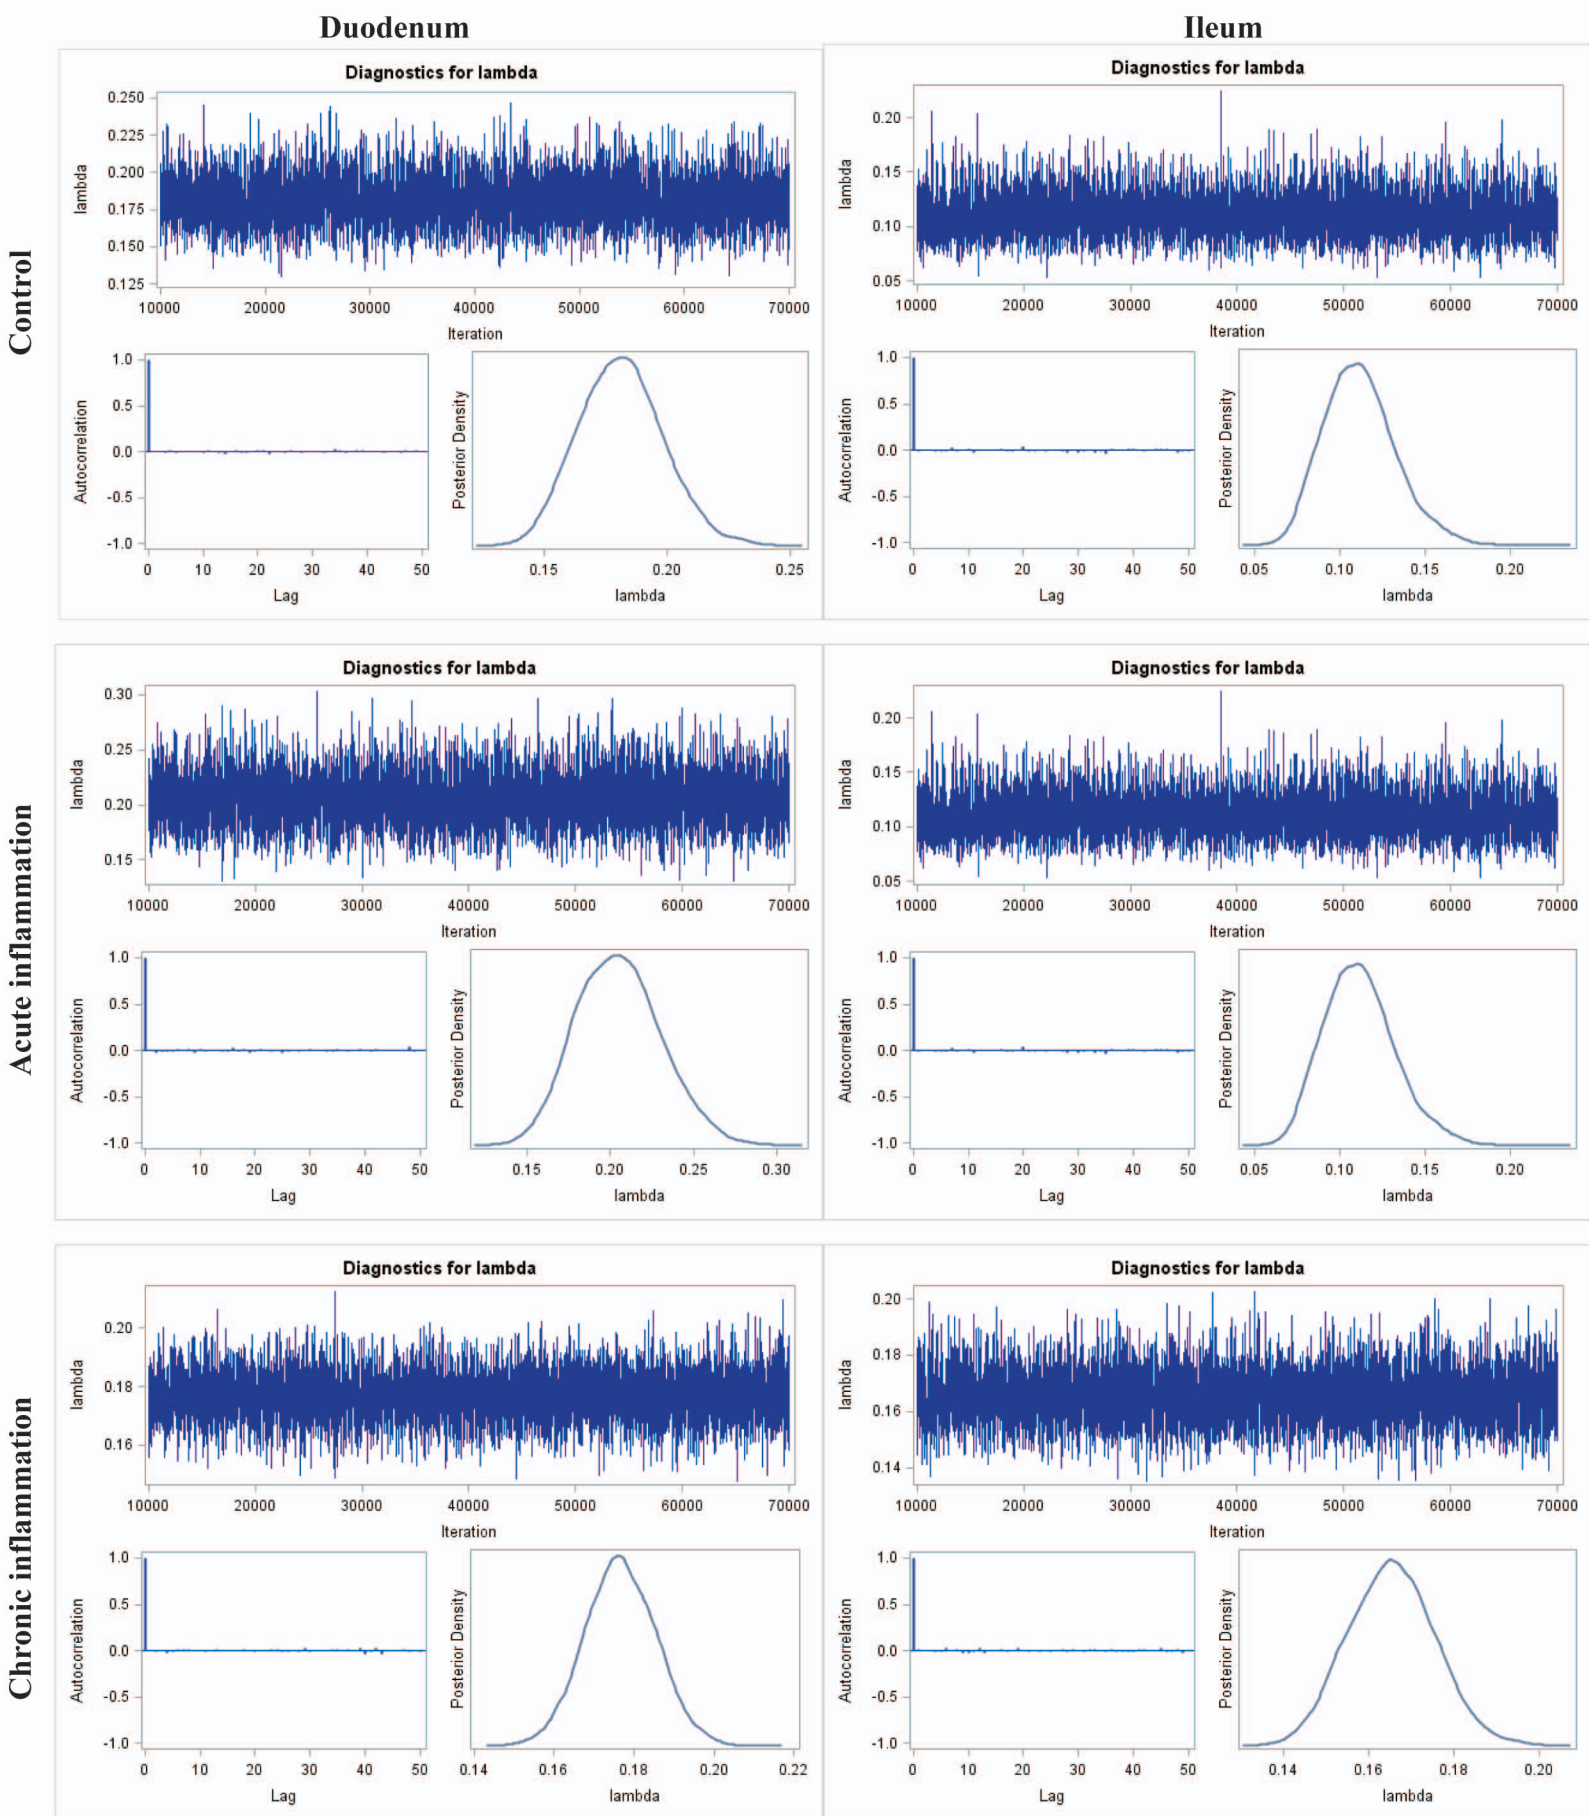 Duodenum
Ileum
Control
Diagnostics for lambda
lambda
0.250
0.225
0.200
0.175
0.150
0.125
10000 20000 30000 40000 50000 60000 70000
Iteration
Autocorrelation
1.0
0.5
0.0
-0.5
-1.0
0 10 20 30 40 50
Lag
Posterior Density
0.15 0.20 0.25
lambda
Diagnostics for lambda
lambda
0.20
0.15
0.10
0.05
10000 20000 30000 40000 50000 60000 70000
Iteration
Autocorrelation
1.0
0.5
0.0
-0.5
-1.0
0 10 20 30 40 50
Lag
Posterior Density
0.05 0.10 0.15 0.20
lambda
Acute inflammation
Diagnostics for lambda
lambda
0.30
0.25
0.20
0.15
10000 20000 30000 40000 50000 60000 70000
Iteration
Autocorrelation
1.0
0.5
0.0
-0.5
-1.0
0 10 20 30 40 50
Lag
Posterior Density
0.15 0.20 0.25 0.30
lambda
Diagnostics for lambda
lambda
0.20
0.15
0.10
0.05
10000 20000 30000 40000 50000 60000 70000
Iteration
Autocorrelation
1.0
0.5
0.0
-0.5
-1.0
0 10 20 30 40 50
Lag
Posterior Density
0.05 0.10 0.15 0.20
lambda
Chronic inflammation
Diagnostics for lambda
lambda
0.20
0.18
0.16
10000 20000 30000 40000 50000 60000 70000
Iteration
Autocorrelation
1.0
0.5
0.0
-0.5
-1.0
0 10 20 30 40 50
Lag
Posterior Density
0.14 0.16 0.18 0.20 0.22
lambda
Diagnostics for lambda
lambda
0.20
0.18
0.16
0.14
10000 20000 30000 40000 50000 60000 70000
Iteration
Autocorrelation
1.0
0.5
0.0
-0.5
-1.0
0 10 20 30 40 50
Lag
Posterior Density
0.14 0.16 0.18 0.20
lambda